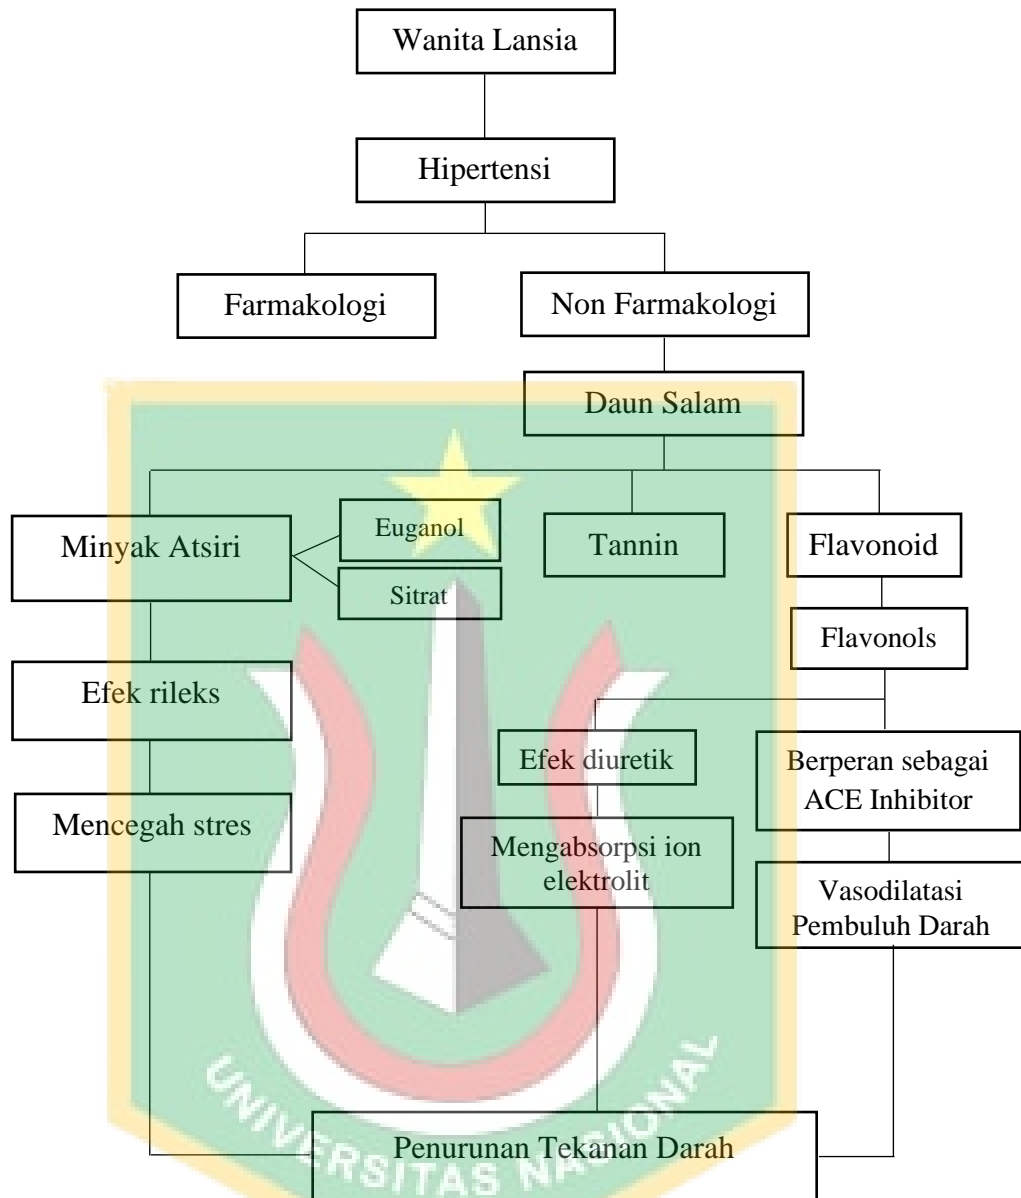 Wanita Lansia
Hipertensi
Farmakologi
Non Farmakologi
Daun Salam
Minyak Atsiri
Euganol
Sitrat
Tannin
Flavonoid
Flavonols
Efek rileks
Efek diuretik
Berperan sebagai
ACE Inhibitor
Mencegah stres
Mengabsorpsi ion
elektrolit
Vasodilatasi
Pembuluh Darah
Penurunan Tekanan Darah
UNIVERSITAS NASIONAL